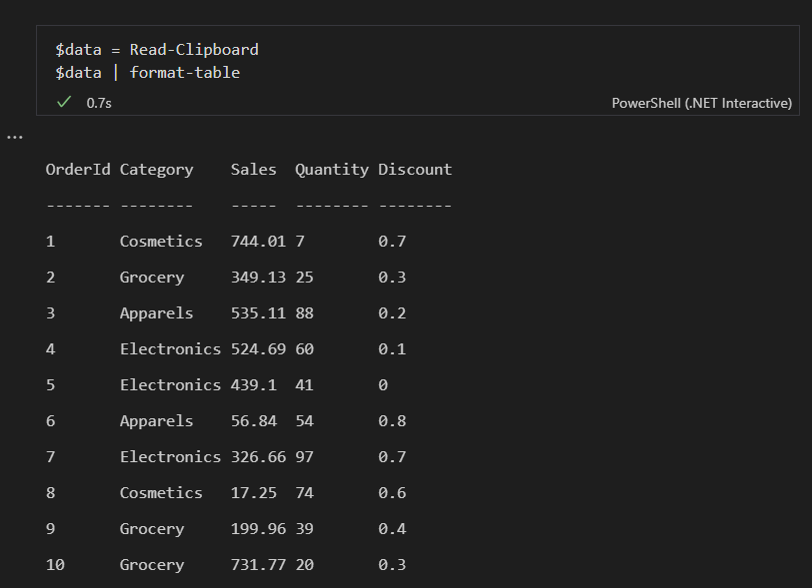 $data = Read-Clipboard
$data | format-table
0.7s PowerShell (.NET Interactive)
...
OrderId Category Sales Quantity Discount
------- -------- ----- -------- --------
1 Cosmetics 744.01 7 0.7
2 Grocery 349.13 25 0.3
3 Apparels 535.11 88 0.2
4 Electronics 524.69 60 0.1
5 Electronics 439.1 41 0
6 Apparels 56.84 54 0.8
7 Electronics 326.66 97 0.7
8 Cosmetics 17.25 74 0.6
9 Grocery 199.96 39 0.4
10 Grocery 731.77 20 0.3